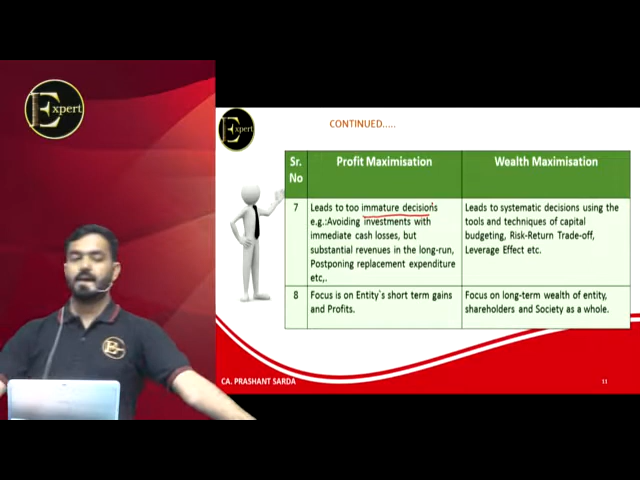 Expert
Expert
CONTINUED.....
Sr. No
Profit Maximisation
Wealth Maximisation
7
Leads to too immature decisions
e.g.:Avoiding investments with
immediate cash losses, but
substantial revenues in the long-run,
Postponing replacement expenditure
etc,.
Leads to systematic decisions using the
tools and techniques of capital
budgeting, Risk-Return Trade-off,
Leverage Effect etc.
8
Focus is on Entity`s short term gains
and Profits.
Focus on long-term wealth of entity,
shareholders and Society as a whole.
E
CA. PRASHANT SARDA
11